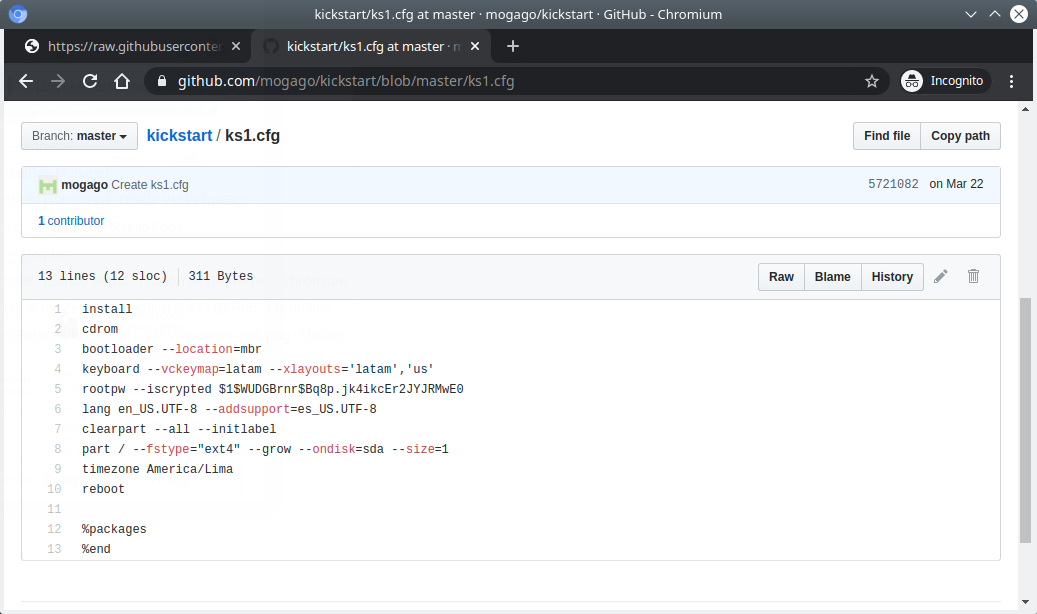 kickstart/ks1.cfg at master · mogago/kickstart · GitHub - Chromium
https://raw.githubuserconte
kickstart/ks1.cfg at master · m
github.com/mogago/kickstart/blob/master/ks1.cfg
Incognito
Branch: master
kickstart / ks1.cfg
Find file
Copy path
mogago Create ks1.cfg
5721082 on Mar 22
1 contributor
13 lines (12 sloc) 311 Bytes
Raw
Blame
History
1 install
2 cdrom
3 bootloader --location=mbr
4 keyboard --vckeymap=latam --xlayouts='latam','us'
5 rootpw --iscrypted $1$WUDGBrnr$Bq8p.jk4ikcEr2JYJRMwE0
6 lang en_US.UTF-8 --addsupport=es_US.UTF-8
7 clearpart --all --initlabel
8 part / --fstype="ext4" --grow --ondisk=sda --size=1
9 timezone America/Lima
10 reboot
11
12 %packages
13 %end